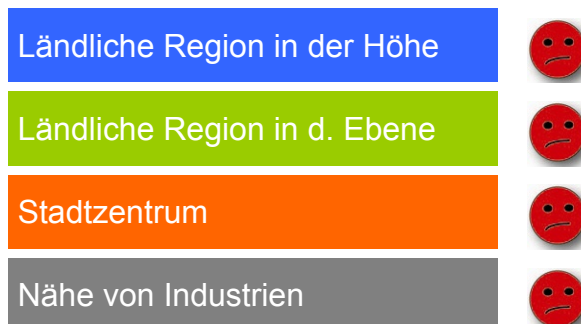 Ländliche Region in der Höhe
Ländliche Region in d. Ebene
Stadtzentrum
Nähe von Industrien